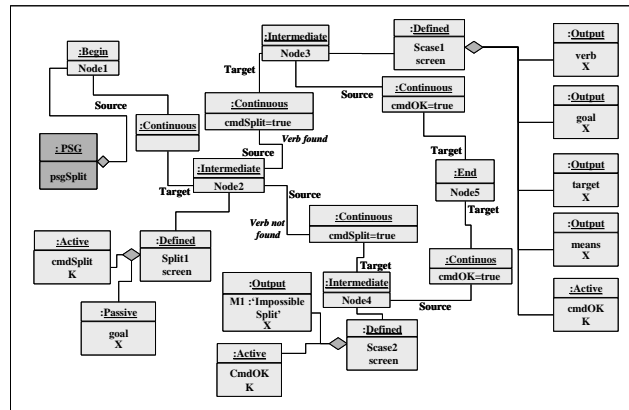 :Begin
Node1
Source
: PSG
psgSplit
:Continuous
Target
:Intermediate
Node3
Target
:Continuous
cmdSplit=true
Verb found
Source
:Intermediate
Node2
Source
Verb not
found
:Defined
Scase1
screen
Source
:Continuous
cmdOK=true
Target
:End
Node5
Target
:Continuous
cmdSplit=true
:Continuos
cmdOK=true
Target
:Intermediate
Node4
Source
:Active
cmdSplit
K
:Defined
Split1
screen
:Passive
goal
X
:Output
M1 :‘Impossible
Split’
X
:Active
CmdOK
K
:Defined
Scase2
screen
:Output
verb
X
:Output
goal
X
:Output
target
X
:Output
means
X
:Active
cmdOK
K